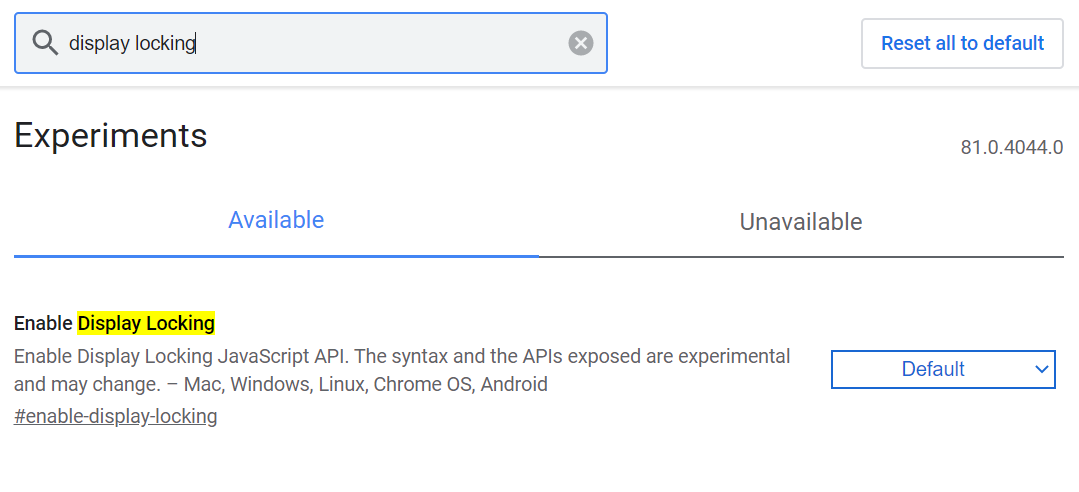 display locking
Reset all to default
Experiments
81.0.4044.0
Available
Unavailable
Enable Display Locking
Enable Display Locking JavaScript API. The syntax and the APIs exposed are experimental
and may change. – Mac, Windows, Linux, Chrome OS, Android
Default
#enable-display-locking